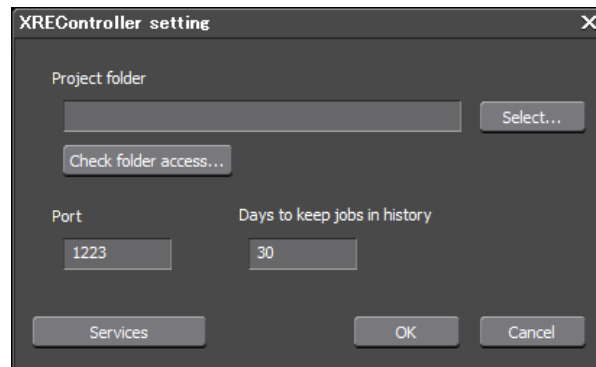 XREController setting
Project folder
Select...
Check folder access...
Port
Days to keep jobs in history
1223
30
Services
OK
Cancel